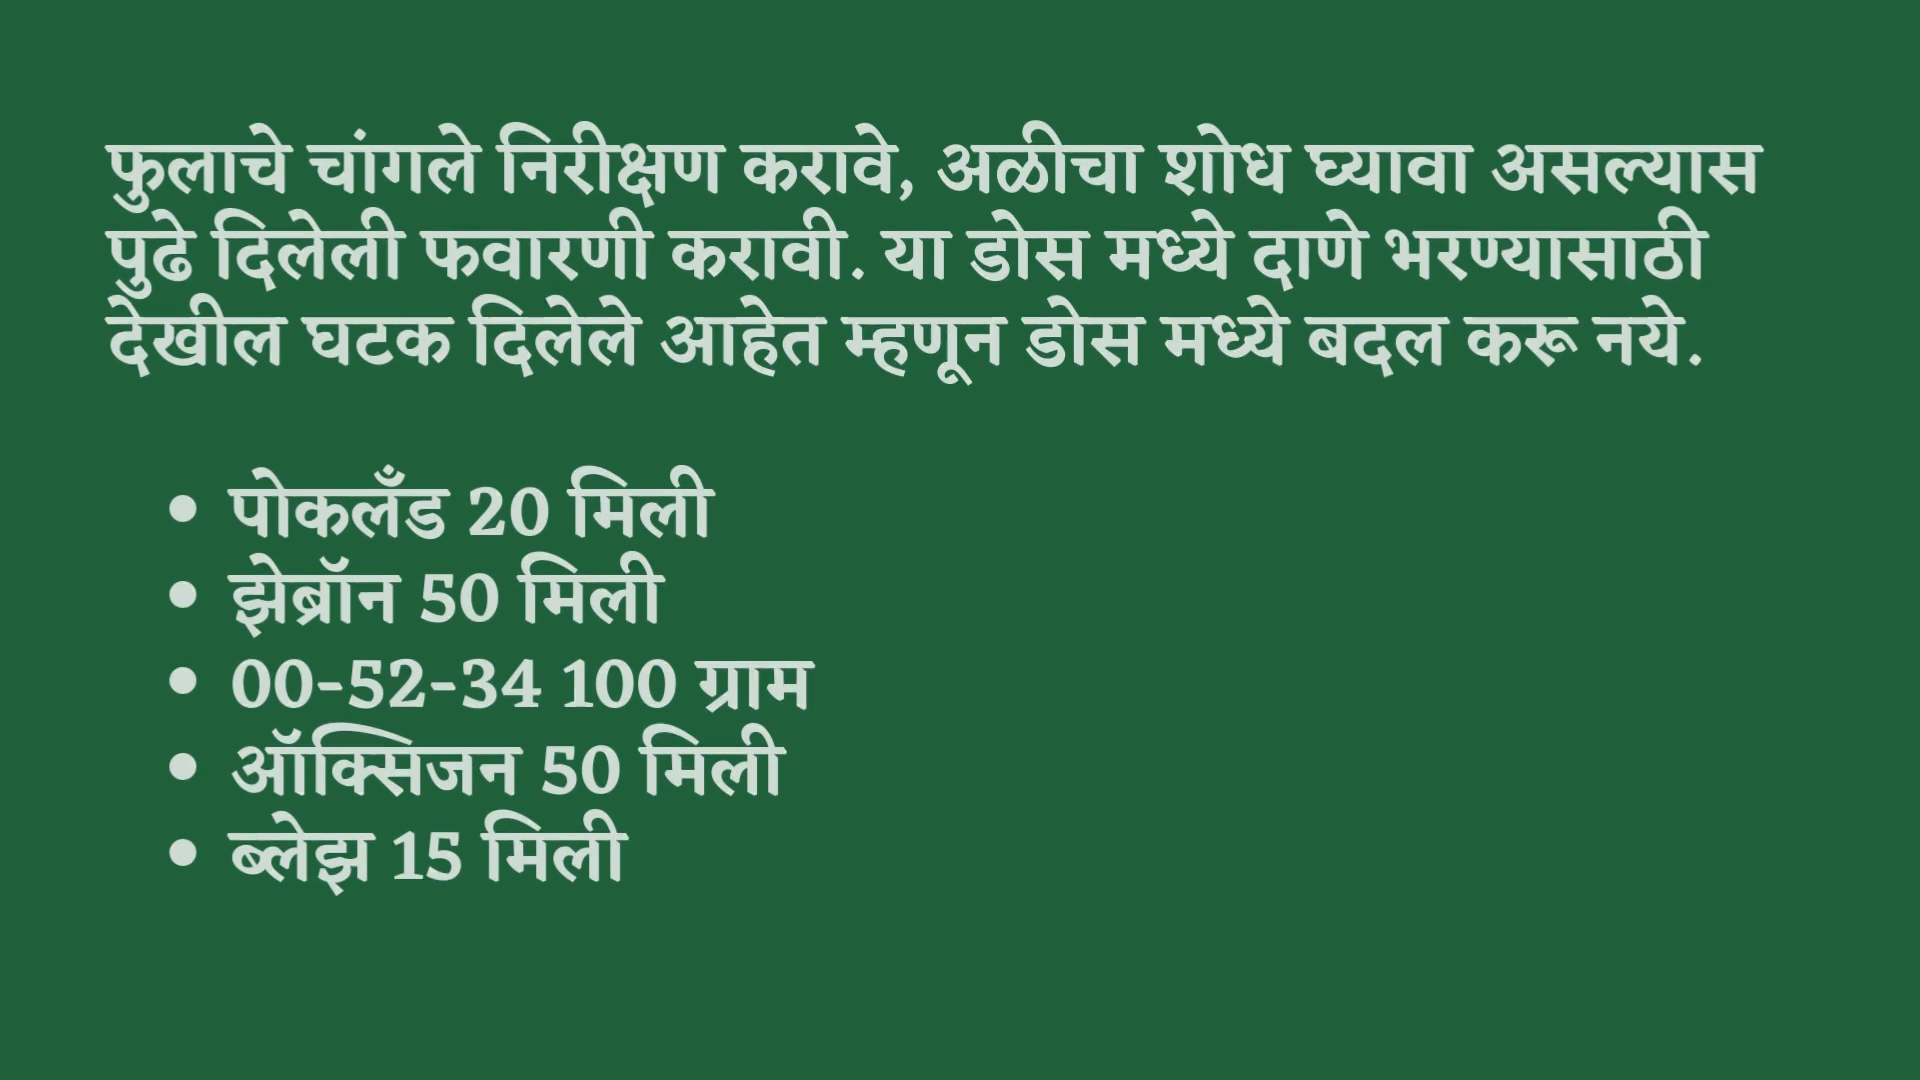 फुलाचे चांगले निरीक्षण करावे, अळीचा शोध घ्यावा असल्यास
पुढे दिलेली फवारणी करावी. या डोस मध्ये दाणे भरण्यासाठी
देखील घटक दिलेले आहेत म्हणून डोस मध्ये बदल करू नये.
• पोकलँड 20 मिली
• झेब्रॉन 50 मिली
• 00-52-34 100 ग्राम
• ऑक्सिजन 50 मिली
• ब्लेझ 15 मिली